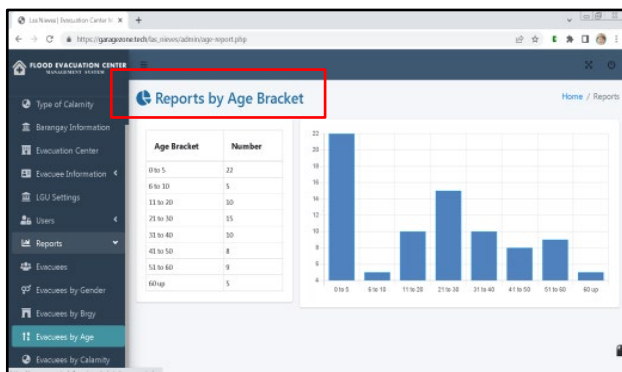 Las Nieves | Evacuation Center M
https://garagezone.tech/las_nieves/admin/age-report.php
FLOOD EVACUATION CENTER
MANAGEMENT SYSTEM
Type of Calamity
Barangay Information
Evacuation Center
Evacuee Information
LGU Settings
Users
Reports
Evacuees
Evacuees by Gender
Evacuees by Brgy
Evacuees by Age
Evacuees by Calamity
Reports by Age Bracket
Home / Reports
Age Bracket Number
0 to 5 22
6 to 10 5
11 to 20 10
21 to 30 15
31 to 40 10
41 to 50 8
51 to 60 9
60 up 5
22
20
18
16
14
12
10
8
6
0 to 5 6 to 10 11 to 20 21 to 30 31 to 40 41 to 50 51 to 60 60 up